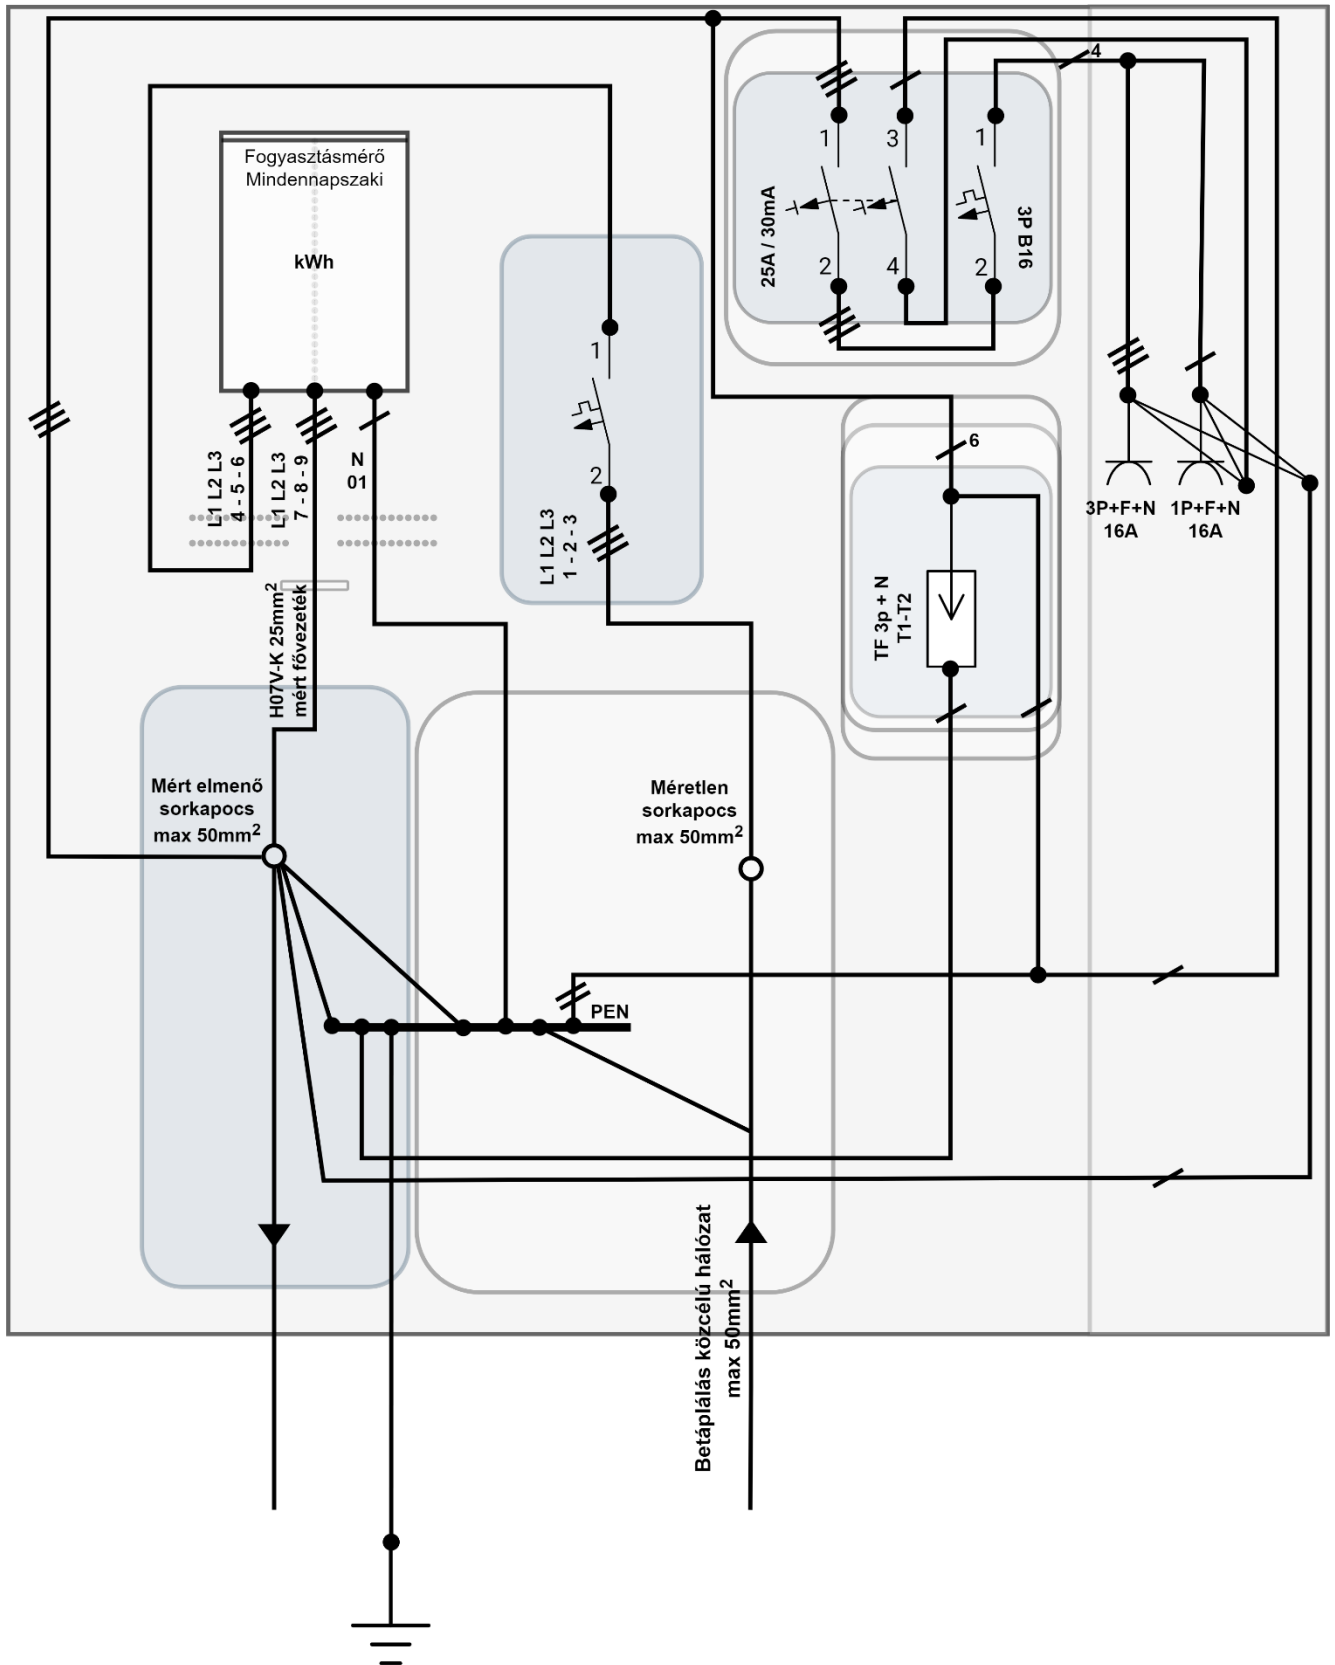 4
Fogyasztásmérő
Mindennapszaki
kWh
1
3
1
25A / 30mA
3P B16
2
4
2
1
2
L1 L2 L3
1 - 2 - 3
L1 L2 L3
4 - 5 - 6
L1 L2 L3
7 - 8 - 9
N
01
6
3P+F+N
16A
1P+F+N
16A
TF 3p + N
T1-T2
H07V-K 25mm²
mért fővezeték
Mért elmenő
sorkapocs
max 50mm²
Méretlen
sorkapocs
max 50mm²
PEN
Betáplálás közcélú hálózat
max 50mm²